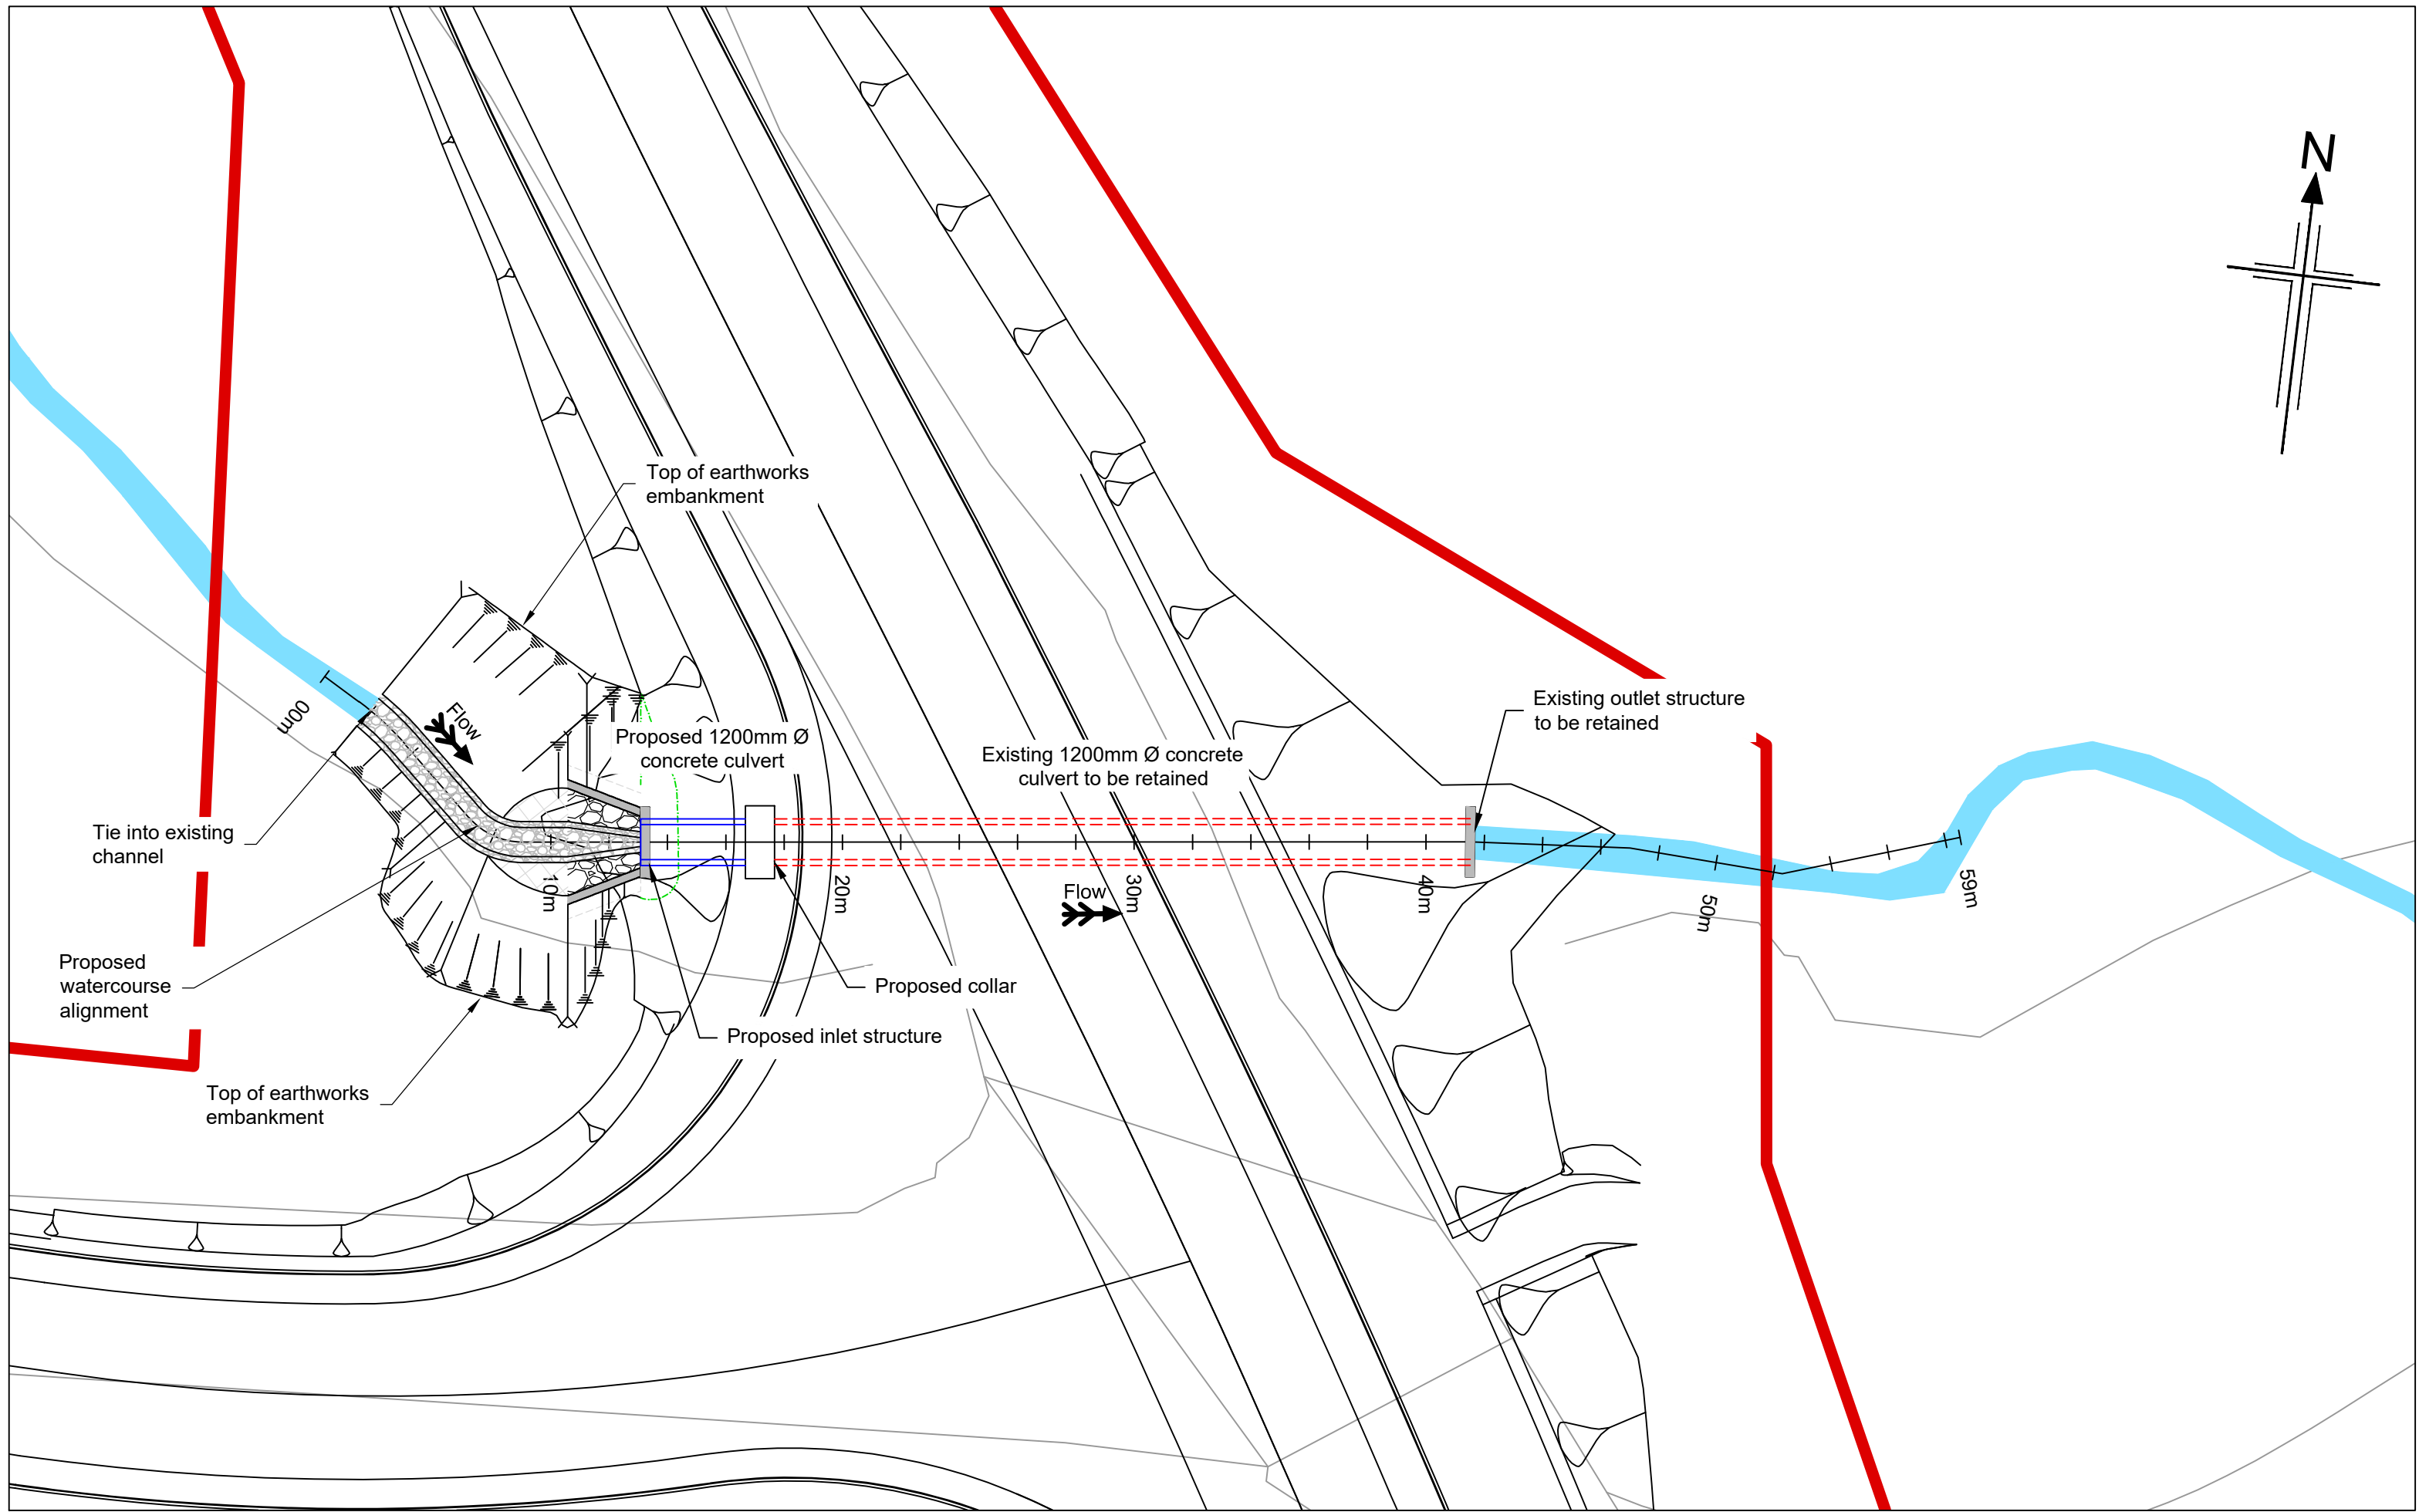 N
Top of earthworks
embankment
Flow
00m
Proposed 1200mm Ø
concrete culvert
Existing 1200mm Ø concrete
culvert to be retained
Existing outlet structure
to be retained
Tie into existing
channel
10m
20m
Flow
30m
40m
50m
59m
Proposed
watercourse
alignment
Proposed collar
Proposed inlet structure
Top of earthworks
embankment